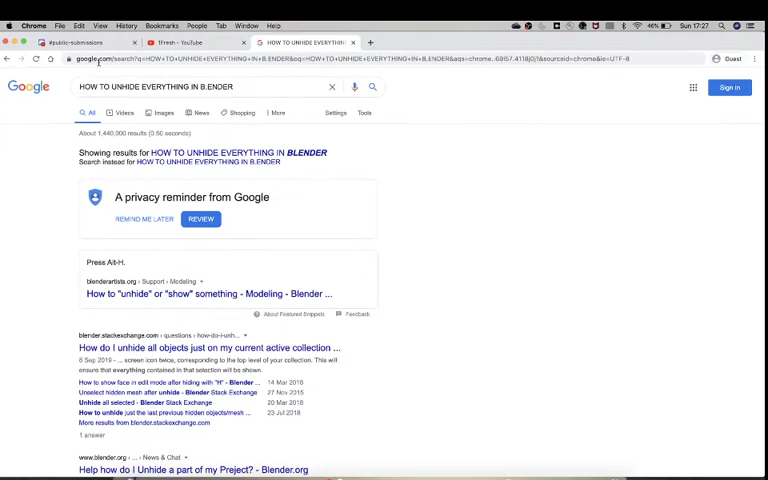 Chrome File Edit View History Bookmarks People Tab Window Help 46% Sun 17:27
#public-submissions 1Fresh - YouTube HOW TO UNHIDE EVERYTHING
google.com/search?q=HOW+TO+UNHIDE+EVERYTHING+IN+B.ENDER&oq=HOW+TO+UNHIDE+EVERYTHING+IN+B.ENDER&aqs=chrome..69i57.4118j0j1&sourceid=chrome&ie=UTF-8 Guest
Google HOW TO UNHIDE EVERYTHING IN B.ENDER Sign in
All Videos Images News Shopping More Settings Tools
About 1,440,000 results (0.50 seconds)
Showing results for HOW TO UNHIDE EVERYTHING IN BLENDER
Search instead for HOW TO UNHIDE EVERYTHING IN B.ENDER
A privacy reminder from Google
REMIND ME LATER REVIEW
Press Alt-H.
blenderartists.org › Support › Modeling
How to "unhide" or "show" something - Modeling - Blender ...
About Featured Snippets Feedback
blender.stackexchange.com › questions › how-do-i-unh...
How do I unhide all objects just on my current active collection ...
6 Sep 2019 - ... screen icon twice, corresponding to the top level of your collection. This will
ensure that everything contained in that selection will be shown.
How to show face in edit mode after hiding with "H" - Blender ... 14 Mar 2016
Unselect hidden mesh after unhide - Blender Stack Exchange 27 Nov 2015
Unhide all selected - Blender Stack Exchange 20 Mar 2018
How to unhide just the last previous hidden objects/mesh ... 23 Jul 2018
More results from blender.stackexchange.com
1 answer
www.blender.org › ... › News & Chat
Help how do I Unhide a part of my Preject? - Blender.org